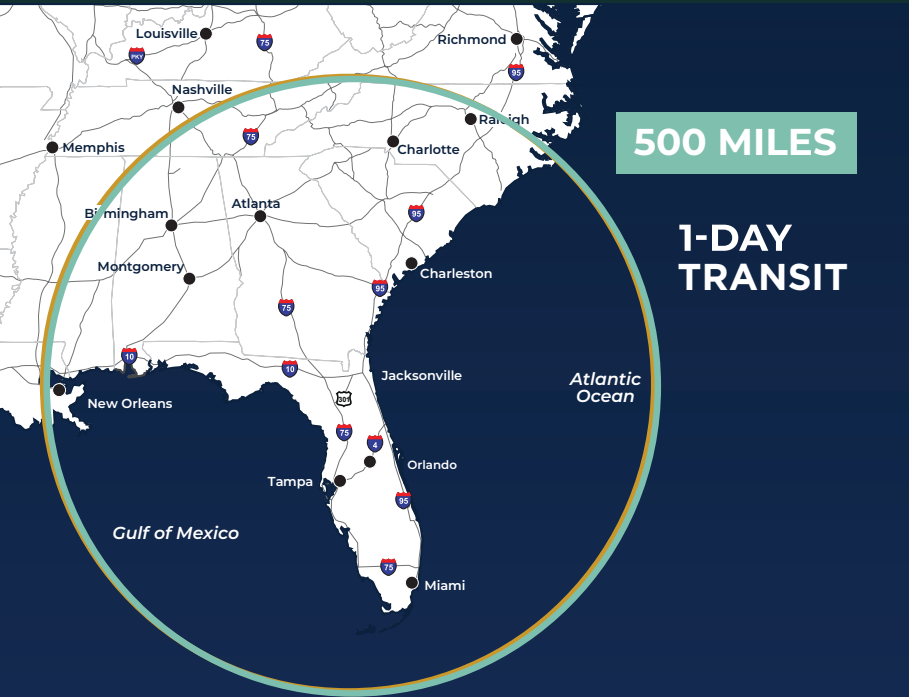 Louisville
75
Richmond
PKY
95
Nashville
Raleigh
500 MILES
75
Memphis
Charlotte
Atlanta
Birmingham
95
1-DAY
TRANSIT
Montgomery
Charleston
95
75
10
10
Jacksonville
Atlantic
Ocean
New Orleans
301
75
4
Orlando
Tampa
95
Gulf of Mexico
75
Miami